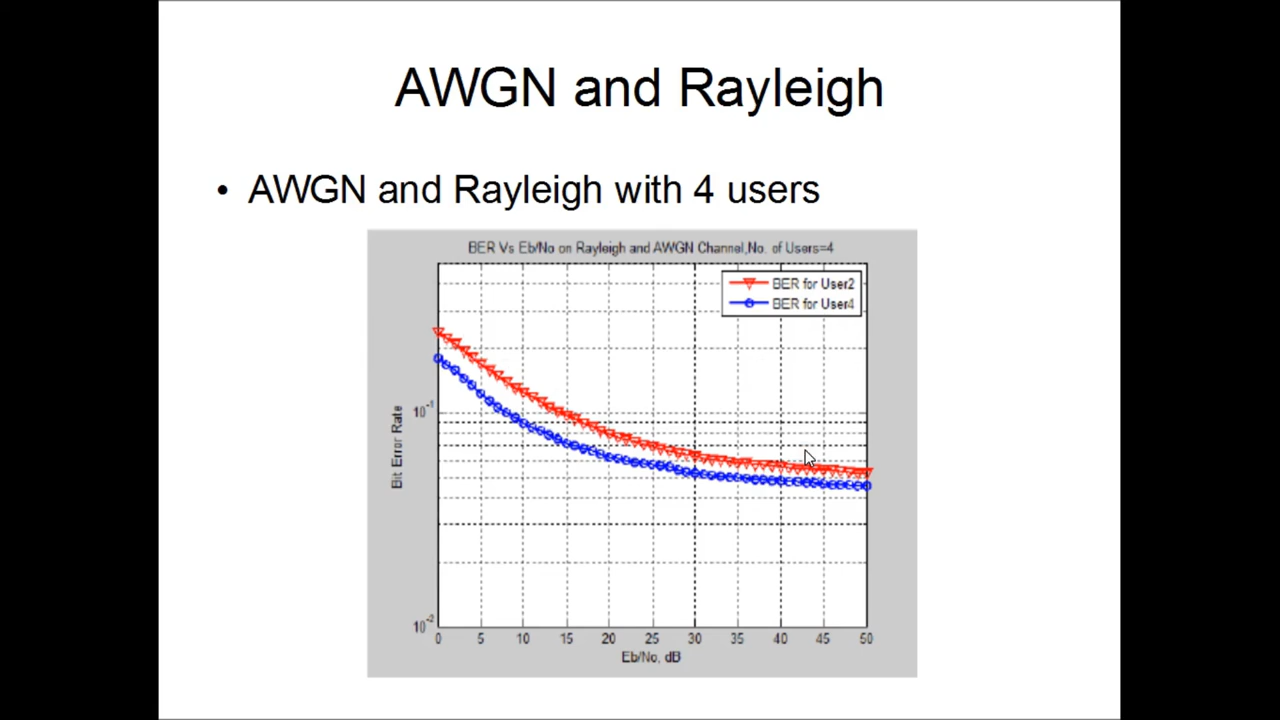 AWGN and Rayleigh
• AWGN and Rayleigh with 4 users
BER Vs Eb/No on Rayleigh and AWGN Channel,No. of Users=4
BER for User2
BER for User4
Bit Error Rate
10^-1
10^-2
0 5 10 15 20 25 30 35 40 45 50
Eb/No, dB